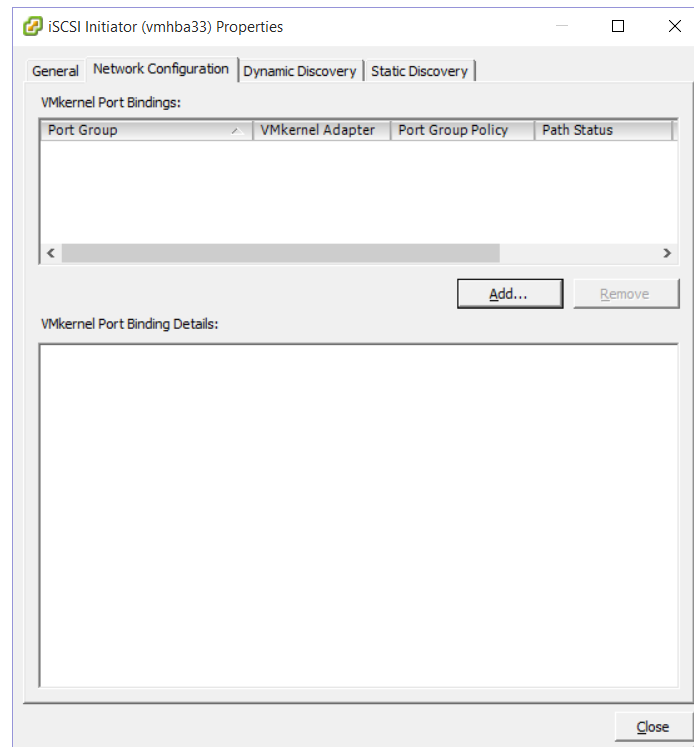 iSCSI Initiator (vmhba33) Properties
General Network Configuration Dynamic Discovery Static Discovery
VMkernel Port Bindings:
Port Group VMkernel Adapter Port Group Policy Path Status
Add... Remove
VMkernel Port Binding Details:
Close